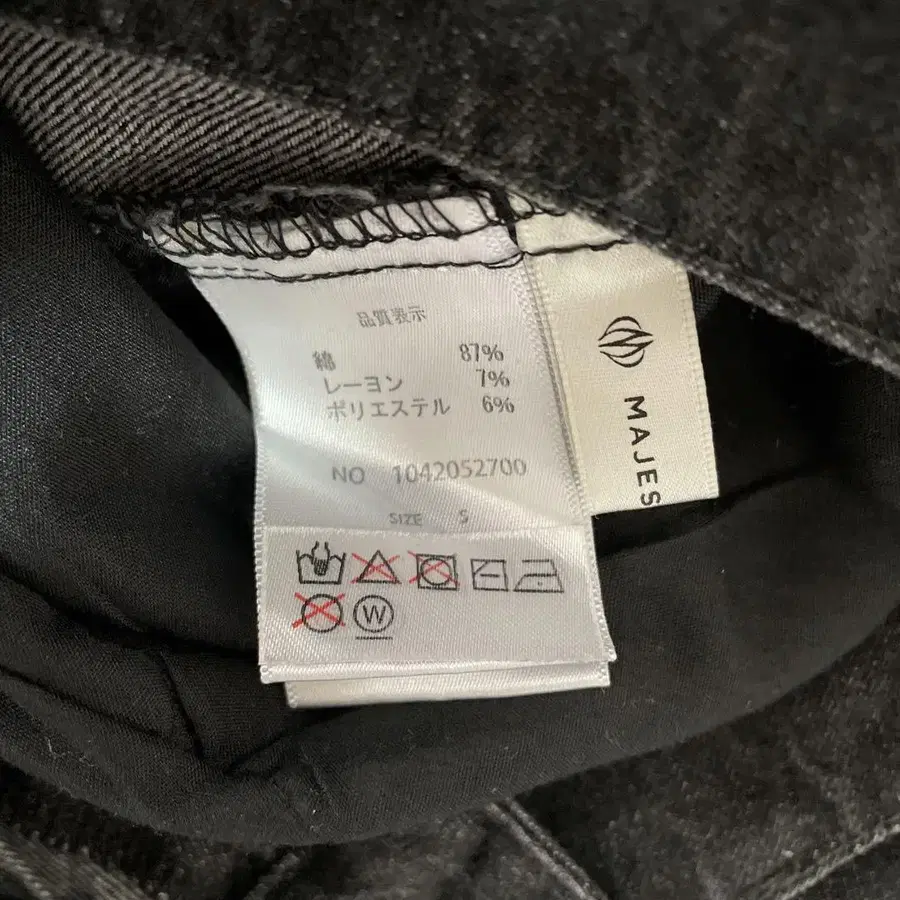 品質表示
綿 87%
レーヨン 7%
ポリエステル 6%
NO 1042052700
SIZE S
W
MAJES